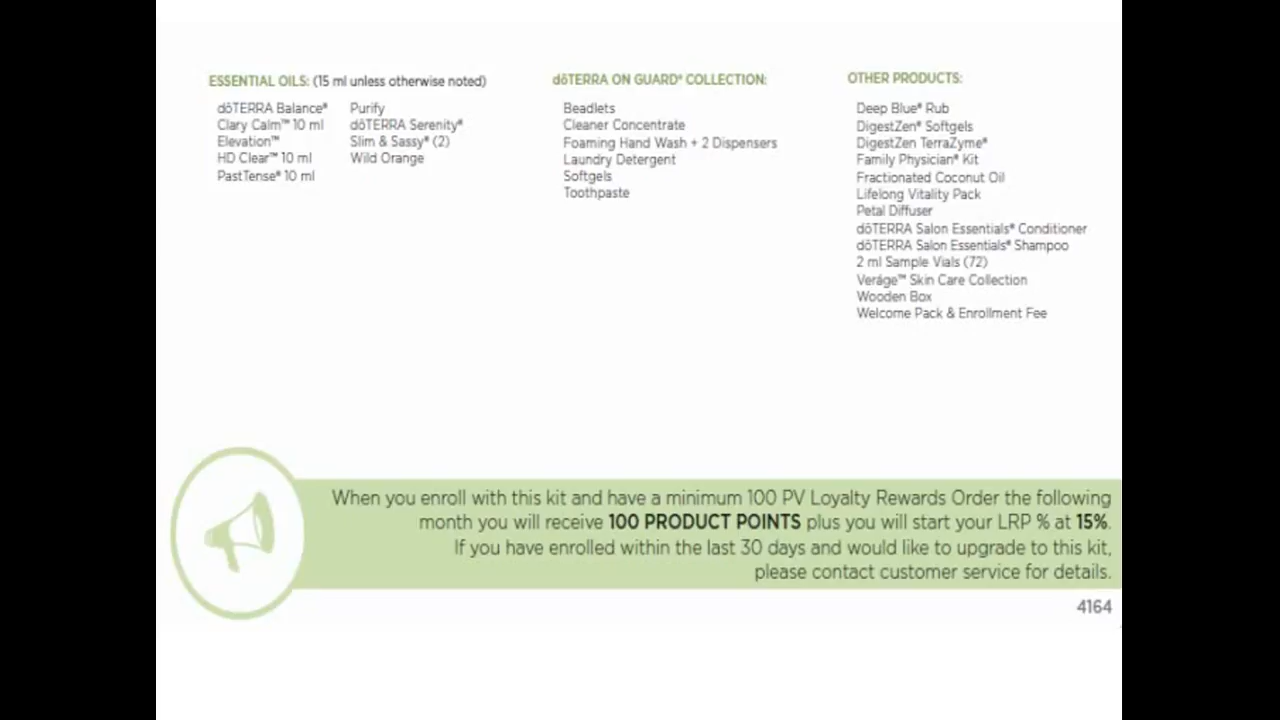 ESSENTIAL OILS: (15 ml unless otherwise noted)
dōTERRA Balance®
Clary Calm™ 10 ml
Elevation™
HD Clear™ 10 ml
PastTense® 10 ml
Purify
dōTERRA Serenity®
Slim & Sassy® (2)
Wild Orange
dōTERRA ON GUARD® COLLECTION:
Beadlets
Cleaner Concentrate
Foaming Hand Wash + 2 Dispensers
Laundry Detergent
Softgels
Toothpaste
OTHER PRODUCTS:
Deep Blue® Rub
DigestZen® Softgels
DigestZen TerraZyme®
Family Physician® Kit
Fractionated Coconut Oil
Lifelong Vitality Pack
Petal Diffuser
dōTERRA Salon Essentials® Conditioner
dōTERRA Salon Essentials® Shampoo
2 ml Sample Vials (72)
Veráge™ Skin Care Collection
Wooden Box
Welcome Pack & Enrollment Fee
When you enroll with this kit and have a minimum 100 PV Loyalty Rewards Order the following
month you will receive 100 PRODUCT POINTS plus you will start your LRP % at 15%.
If you have enrolled within the last 30 days and would like to upgrade to this kit,
please contact customer service for details.
4164